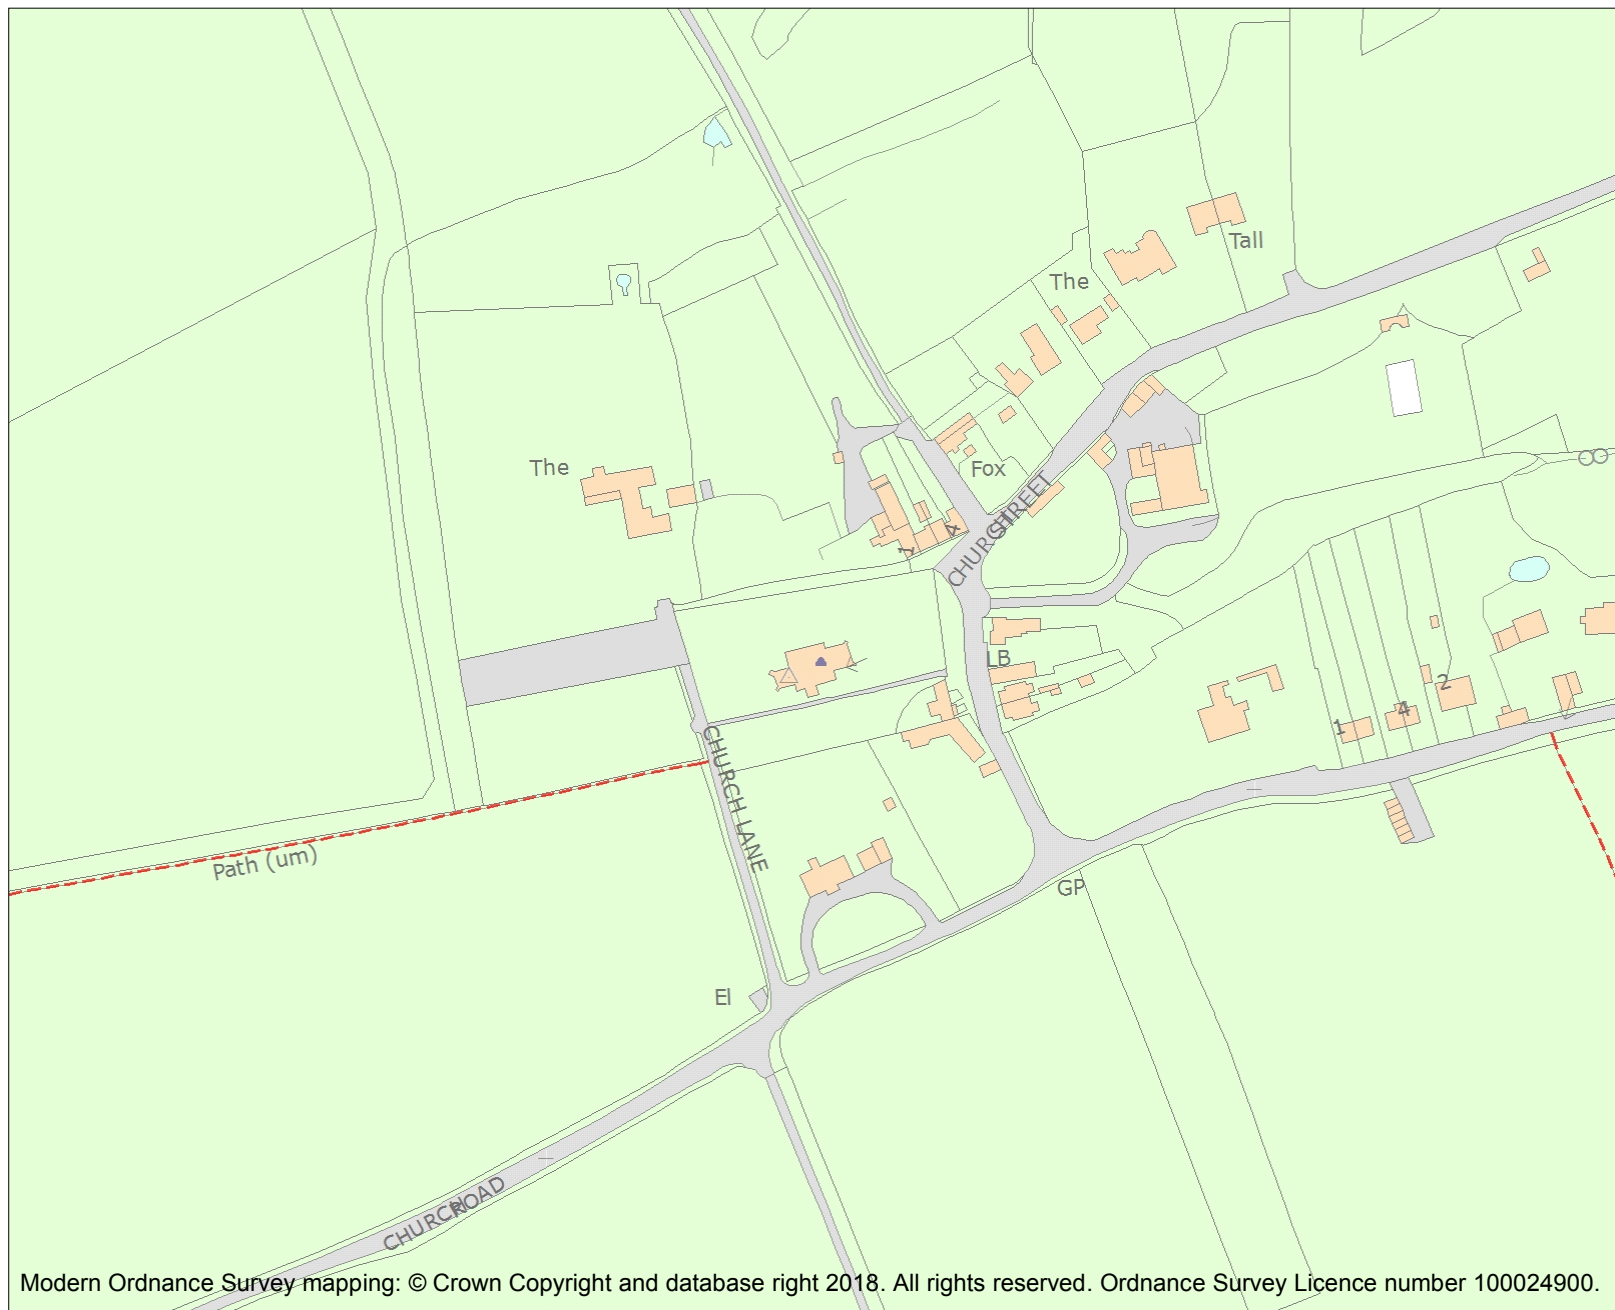 Tall
The
The
Fox
CHURCH STREET
4
1
LB
2
4
1
CHURCH LANE
Path (um)
GP
El
CHURCH ROAD
Modern Ordnance Survey mapping: © Crown Copyright and database right 2018. All rights reserved. Ordnance Survey Licence number 100024900.